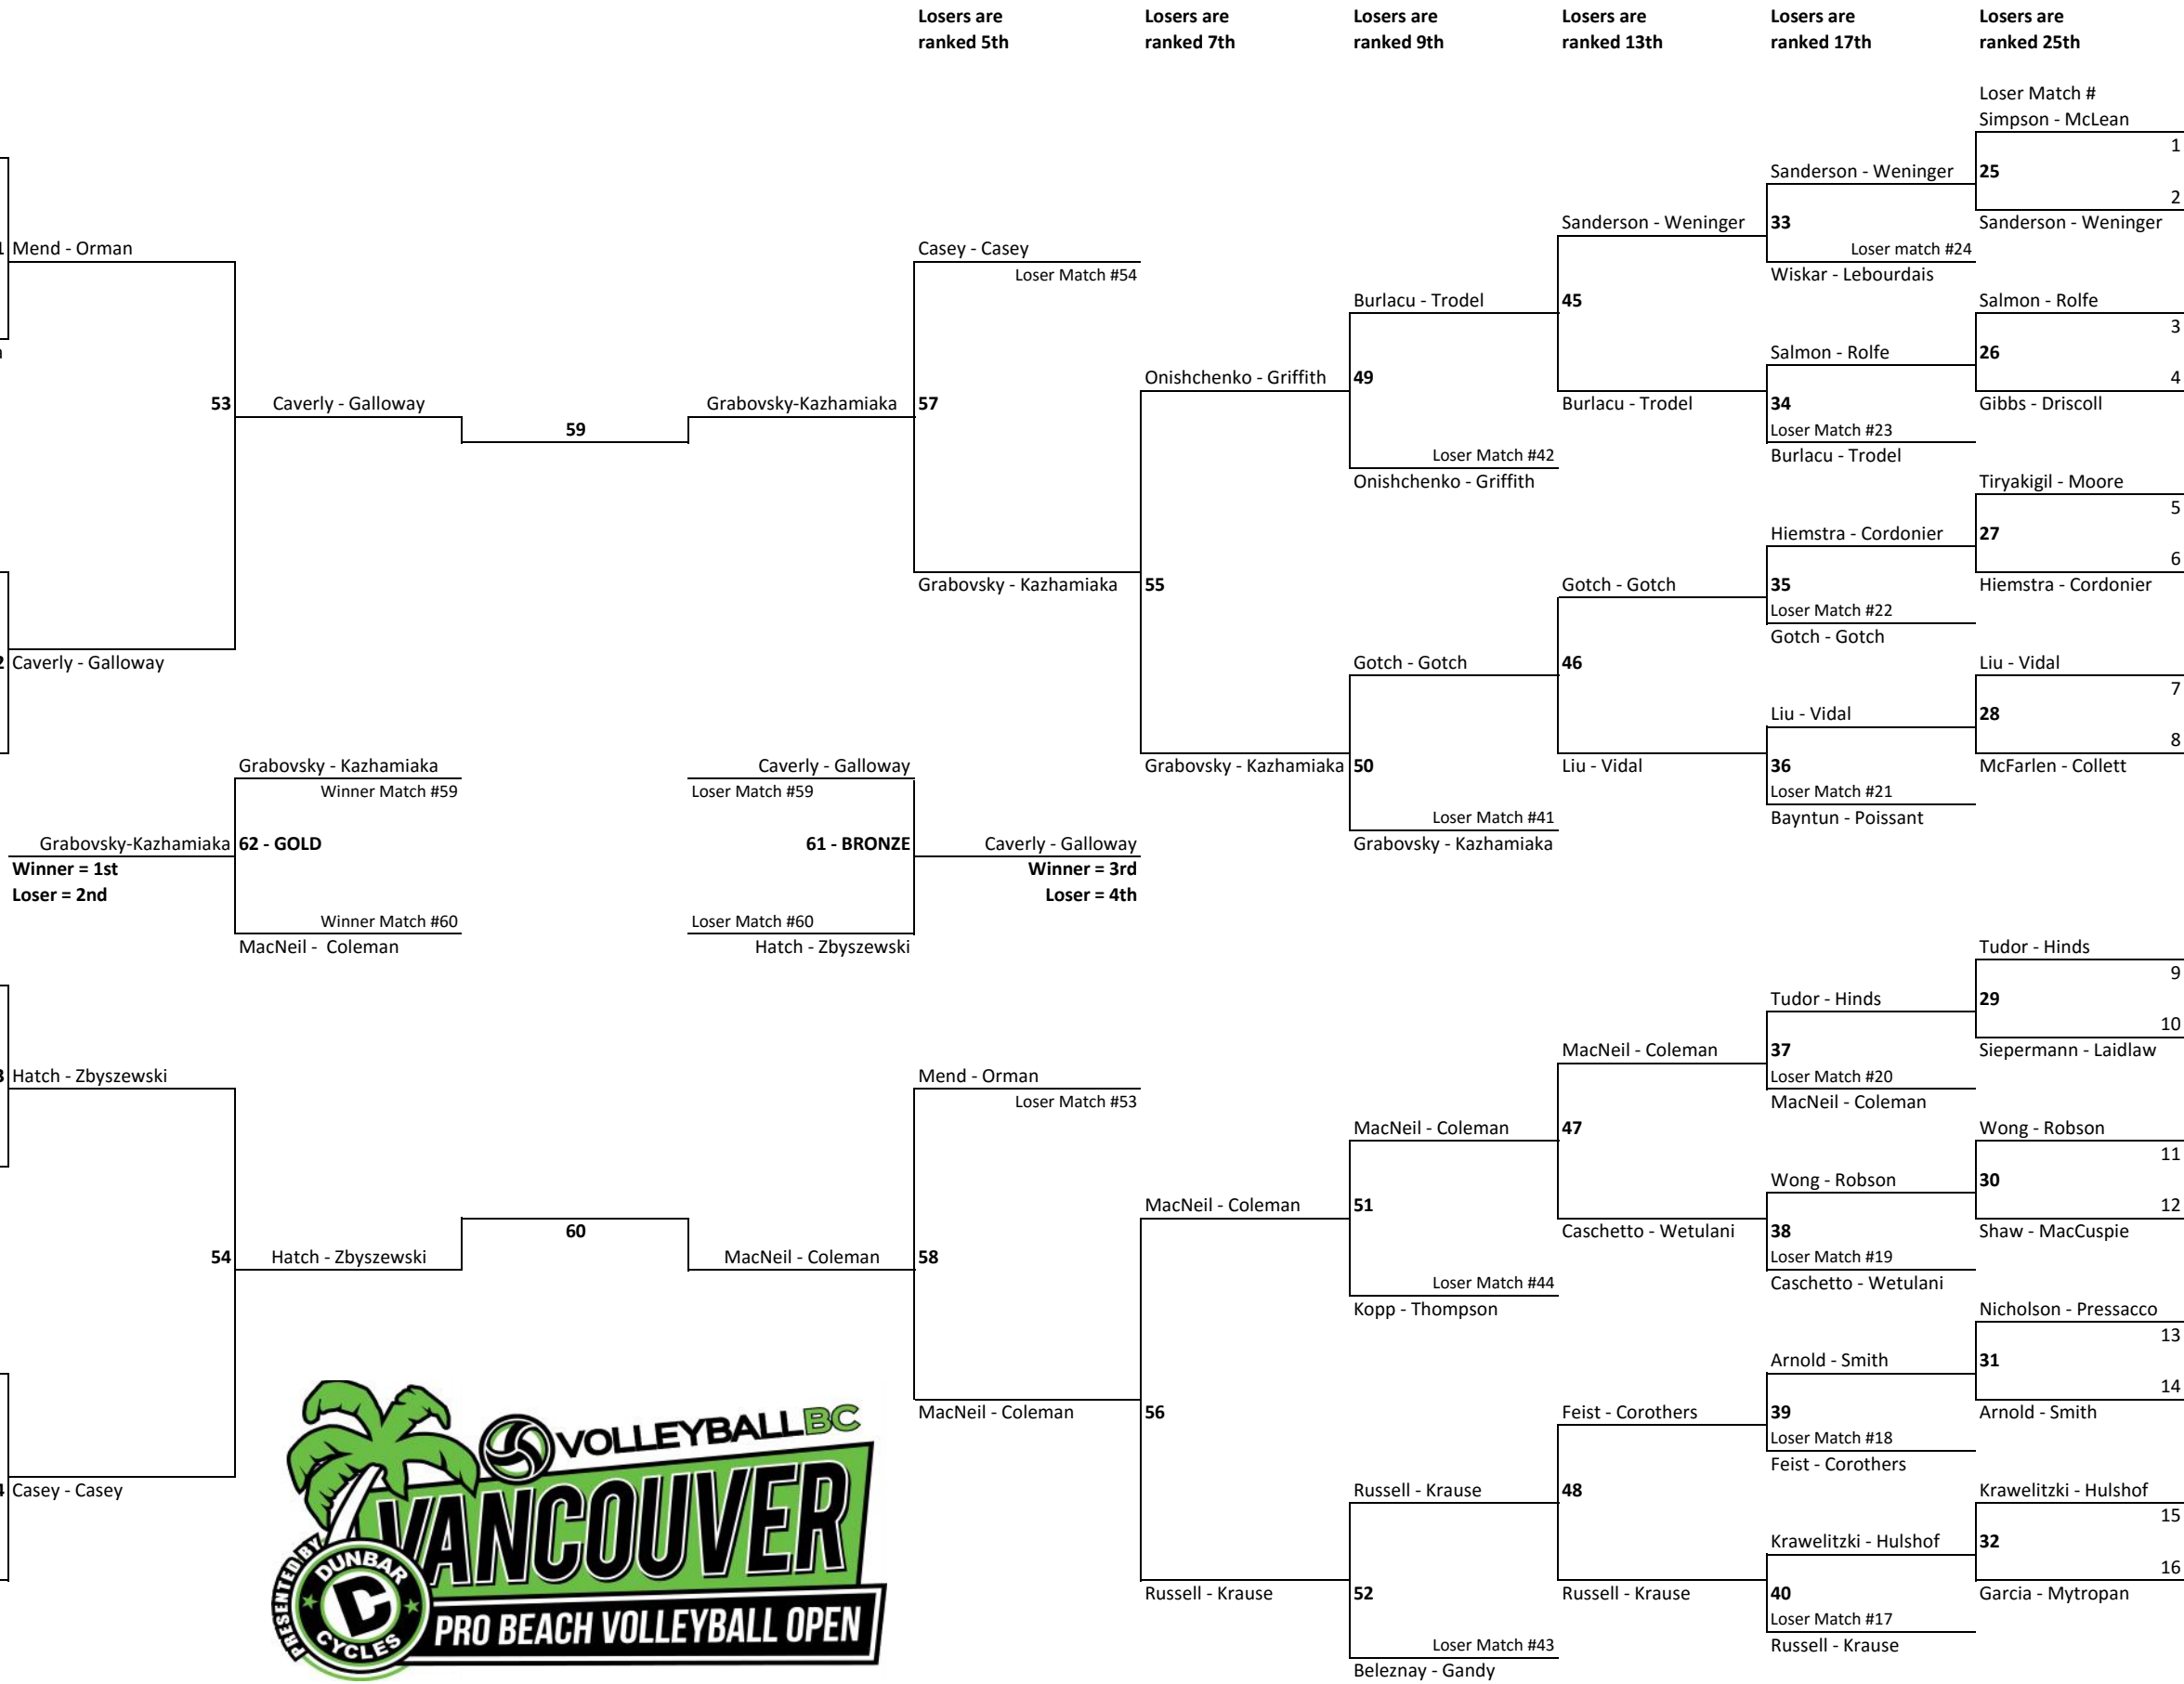 Losers are
ranked 5th
Losers are
ranked 7th
Losers are
ranked 9th
Losers are
ranked 13th
Losers are
ranked 17th
Losers are
ranked 25th
Loser Match #
Simpson - McLean
1
Sanderson - Weninger
25
2
Sanderson - Weninger
33
Sanderson - Weninger
1 Mend - Orman
Casey - Casey
Loser match #24
Loser Match #54
Wiskar - Lebourdais
Burlacu - Trodel
45
Salmon - Rolfe
3
Salmon - Rolfe
26
Onishchenko - Griffith
49
4
53
Caverly - Galloway
Grabovsky-Kazhamiaka
57
Burlacu - Trodel
34
Gibbs - Driscoll
59
Loser Match #23
Loser Match #42
Burlacu - Trodel
Onishchenko - Griffith
Tiryakigil - Moore
5
Hiemstra - Cordonier
27
6
Grabovsky - Kazhamiaka
55
Gotch - Gotch
35
Hiemstra - Cordonier
Loser Match #22
Gotch - Gotch
2 Caverly - Galloway
Gotch - Gotch
46
Liu - Vidal
7
Liu - Vidal
28
8
Grabovsky - Kazhamiaka
Caverly - Galloway
Grabovsky - Kazhamiaka
50
Liu - Vidal
36
McFarlen - Collett
Winner Match #59
Loser Match #59
Loser Match #21
Loser Match #41
Bayntun - Poissant
Grabovsky-Kazhamiaka
62 - GOLD
61 - BRONZE
Caverly - Galloway
Grabovsky - Kazhamiaka
Winner = 1st
Winner = 3rd
Loser = 2nd
Loser = 4th
Winner Match #60
Loser Match #60
MacNeil -  Coleman
Hatch - Zbyszewski
Tudor - Hinds
9
Tudor - Hinds
29
10
MacNeil - Coleman
37
Siepermann - Laidlaw
3 Hatch - Zbyszewski
Mend - Orman
Loser Match #20
Loser Match #53
MacNeil - Coleman
MacNeil - Coleman
47
Wong - Robson
11
Wong - Robson
30
MacNeil - Coleman
51
12
60
Caschetto - Wetulani
38
Shaw - MacCuspie
54
Hatch - Zbyszewski
MacNeil - Coleman
58
Loser Match #19
Loser Match #44
Caschetto - Wetulani
Kopp - Thompson
Nicholson - Pressacco
13
Arnold - Smith
31
14
MacNeil - Coleman
56
Feist - Corothers
39
Arnold - Smith
Loser Match #18
Feist - Corothers
4 Casey - Casey
Russell - Krause
48
Krawelitzki - Hulshof
15
Krawelitzki - Hulshof
32
16
Russell - Krause
52
Russell - Krause
40
Garcia - Mytropan
Loser Match #17
Loser Match #43
Russell - Krause
Beleznay - Gandy
VOLLEYBALL BC
VANCOUVER
PRO BEACH VOLLEYBALL OPEN
PRESENTED BY
DUNBAR
CYCLES